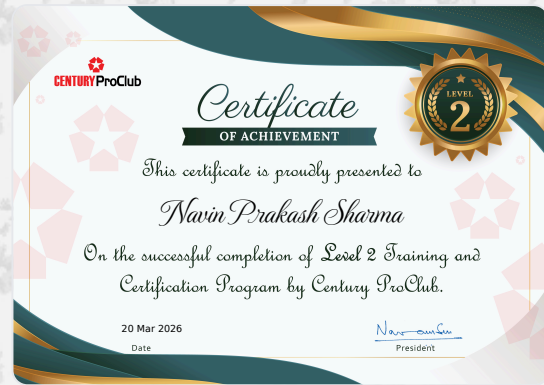 CENTURY ProClub
LEVEL
2
Certificate
OF ACHIEVEMENT
This certificate is proudly presented to
Navin Prakash Sharma
On the successful completion of Level 2 Training and
Certification Program by Century ProClub.
20 Mar 2026
Date
President